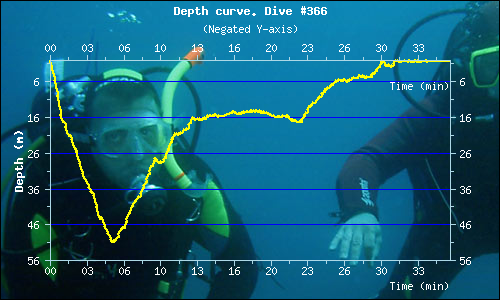 Depth curve. Dive #366
(Negated Y-axis)
00 03 06 10 13 16 20 23 26 30 33
6 6
Time (min)
16 16
26 26
36 36
46 46
56 56
Depth (m)
00 03 06 10 13 16 20 23 26 30 33
Time (min)